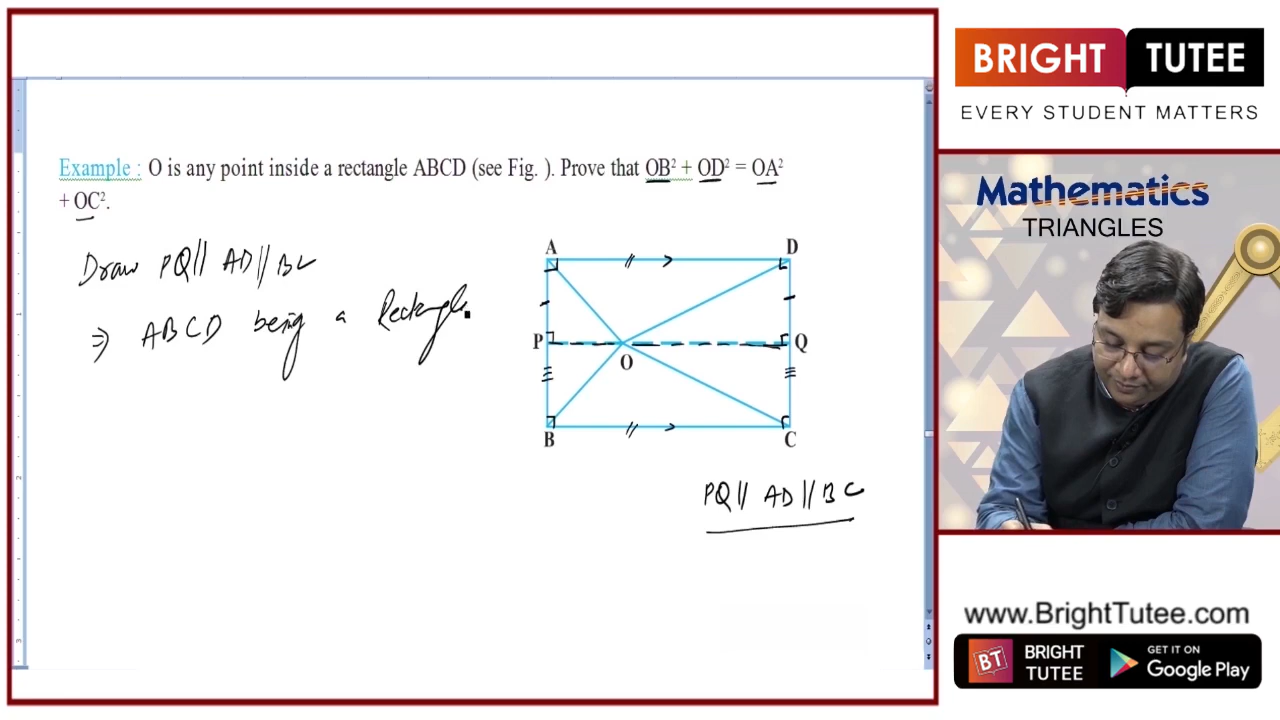 Example : O is any point inside a rectangle ABCD (see Fig. ). Prove that OB² + OD² = OA²
+ OC².
Draw PQ// AD//BC
⇒ ABCD being a Rectangle
A
D
P
O
Q
B
C
PQ// AD//BC
BRIGHT TUTEE
EVERY STUDENT MATTERS
Mathematics
TRIANGLES
www.BrightTutee.com
BT
BRIGHT
TUTEE
GET IT ON
Google Play